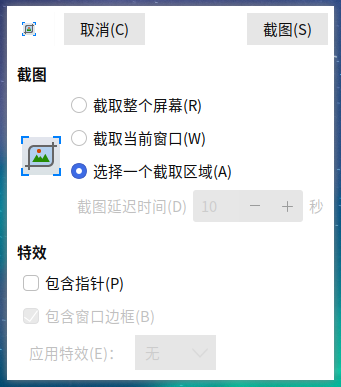 取消(C) 截图(S)
截图
截取整个屏幕(R)
截取当前窗口(W)
选择一个截取区域(A)
截图延迟时间(D) 10 − + 秒
特效
包含指针(P)
包含窗口边框(B)
应用特效(E): 无